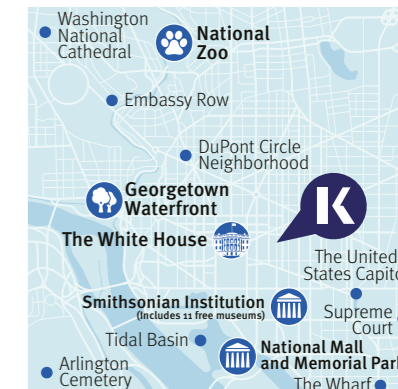 Washington
National
Cathedral
National
Zoo
Embassy Row
DuPont Circle
Neighborhood
Georgetown
Waterfront
K
The White House
The United
States Capito
Smithsonian Institution
(Includes 11 free museums)
Supreme
Court
Tidal Basin
National Mall
and Memorial Park
Arlington
Cemetery
The Wharf